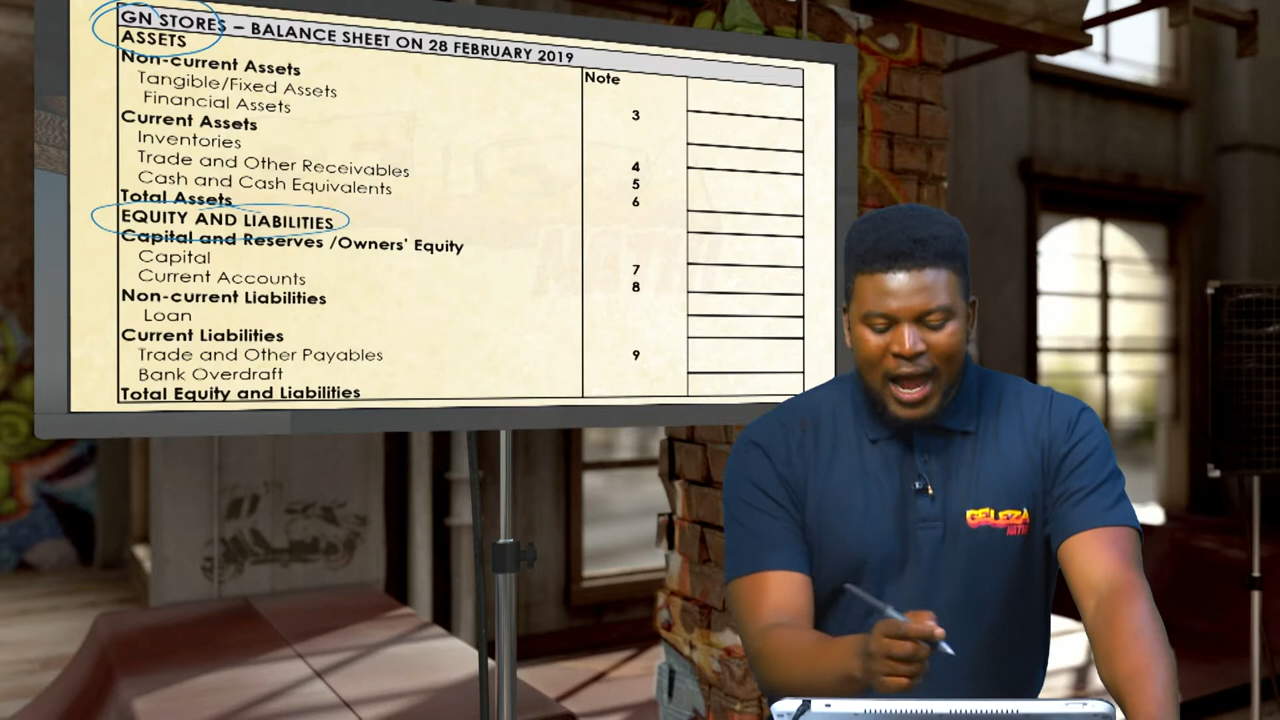 GN STORES – BALANCE SHEET ON 28 FEBRUARY 2019
ASSETS
Note
Non-current Assets
Tangible/Fixed Assets 3
Financial Assets
Current Assets
Inventories 4
Trade and Other Receivables 5
Cash and Cash Equivalents 6
Total Assets
EQUITY AND LIABILITIES
Capital and Reserves /Owners' Equity
Capital 7
Current Accounts 8
Non-current Liabilities
Loan
Current Liabilities
Trade and Other Payables 9
Bank Overdraft
Total Equity and Liabilities
GELEZA
NATION